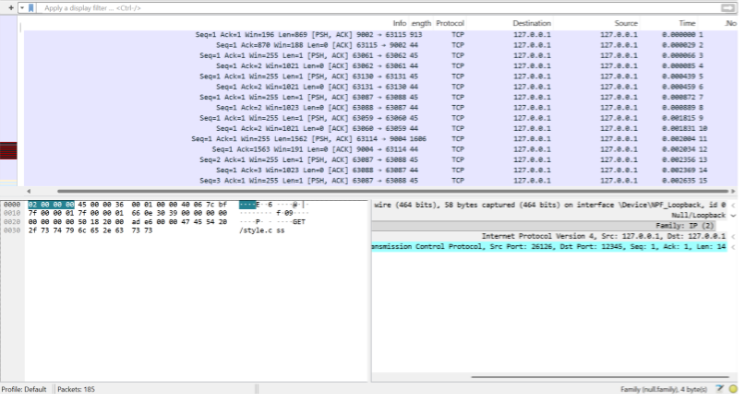 Apply a display filter ... <Ctrl-/>
Info ength Protocol Destination Source Time .No
Seq=1 Ack=1 Win=196 Len=869 [PSH, ACK] 9002 → 63115 913 TCP 127.0.0.1 127.0.0.1 0.000000 1
Seq=1 Ack=870 Win=188 Len=0 [ACK] 63115 → 9002 44 TCP 127.0.0.1 127.0.0.1 0.000029 2
Seq=1 Ack=1 Win=255 Len=1 [PSH, ACK] 63061 → 63062 45 TCP 127.0.0.1 127.0.0.1 0.000066 3
Seq=1 Ack=2 Win=1021 Len=0 [ACK] 63062 → 63061 44 TCP 127.0.0.1 127.0.0.1 0.000085 4
Seq=1 Ack=1 Win=255 Len=1 [PSH, ACK] 63130 → 63131 45 TCP 127.0.0.1 127.0.0.1 0.000439 5
Seq=1 Ack=2 Win=1021 Len=0 [ACK] 63131 → 63130 44 TCP 127.0.0.1 127.0.0.1 0.000459 6
Seq=1 Ack=1 Win=255 Len=1 [PSH, ACK] 63087 → 63088 45 TCP 127.0.0.1 127.0.0.1 0.000872 7
Seq=1 Ack=2 Win=1023 Len=0 [ACK] 63088 → 63087 44 TCP 127.0.0.1 127.0.0.1 0.000889 8
Seq=1 Ack=1 Win=255 Len=1 [PSH, ACK] 63059 → 63060 45 TCP 127.0.0.1 127.0.0.1 0.001815 9
Seq=1 Ack=2 Win=1021 Len=0 [ACK] 63060 → 63059 44 TCP 127.0.0.1 127.0.0.1 0.001831 10
Seq=1 Ack=1 Win=255 Len=1562 [PSH, ACK] 63114 → 9004 1606 TCP 127.0.0.1 127.0.0.1 0.002004 11
Seq=1 Ack=1563 Win=191 Len=0 [ACK] 9004 → 63114 44 TCP 127.0.0.1 127.0.0.1 0.002034 12
Seq=2 Ack=1 Win=255 Len=1 [PSH, ACK] 63087 → 63088 45 TCP 127.0.0.1 127.0.0.1 0.002356 13
Seq=1 Ack=3 Win=1023 Len=0 [ACK] 63088 → 63087 44 TCP 127.0.0.1 127.0.0.1 0.002369 14
Seq=3 Ack=1 Win=255 Len=1 [PSH, ACK] 63087 → 63088 45 TCP 127.0.0.1 127.0.0.1 0.002635 15
0000 02 00 00 00 45 00 00 36 00 01 00 00 40 06 7c bf ····E··6 ····@·|·
0010 7f 00 00 01 7f 00 00 01 66 0e 30 39 00 00 00 00 ········ f·09····
0020 00 00 00 00 50 18 20 00 ad e6 00 00 47 45 54 20 ····P· · ····GET
0030 2f 73 74 79 6c 65 2e 63 73 73 /style.c ss
wire (464 bits), 58 bytes captured (464 bits) on interface \Device\NPF_Loopback, id 0
Null/Loopback
Family: IP (2)
Internet Protocol Version 4, Src: 127.0.0.1, Dst: 127.0.0.1
ansmission Control Protocol, Src Port: 26126, Dst Port: 12345, Seq: 1, Ack: 1, Len: 14
Profile: Default Packets: 185 Family (null.family), 4 byte(s)